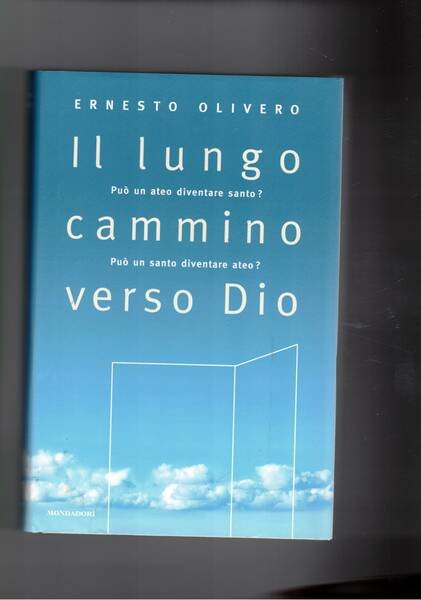 ERNESTO OLIVERO
Il lungo
Può un ateo diventare santo?
cammino
Può un santo diventare ateo?
verso Dio
MONDADORI